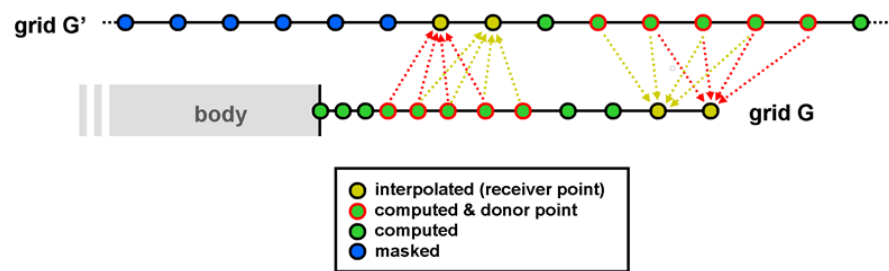 grid G’
body
grid G
interpolated (receiver point)
computed & donor point
computed
masked